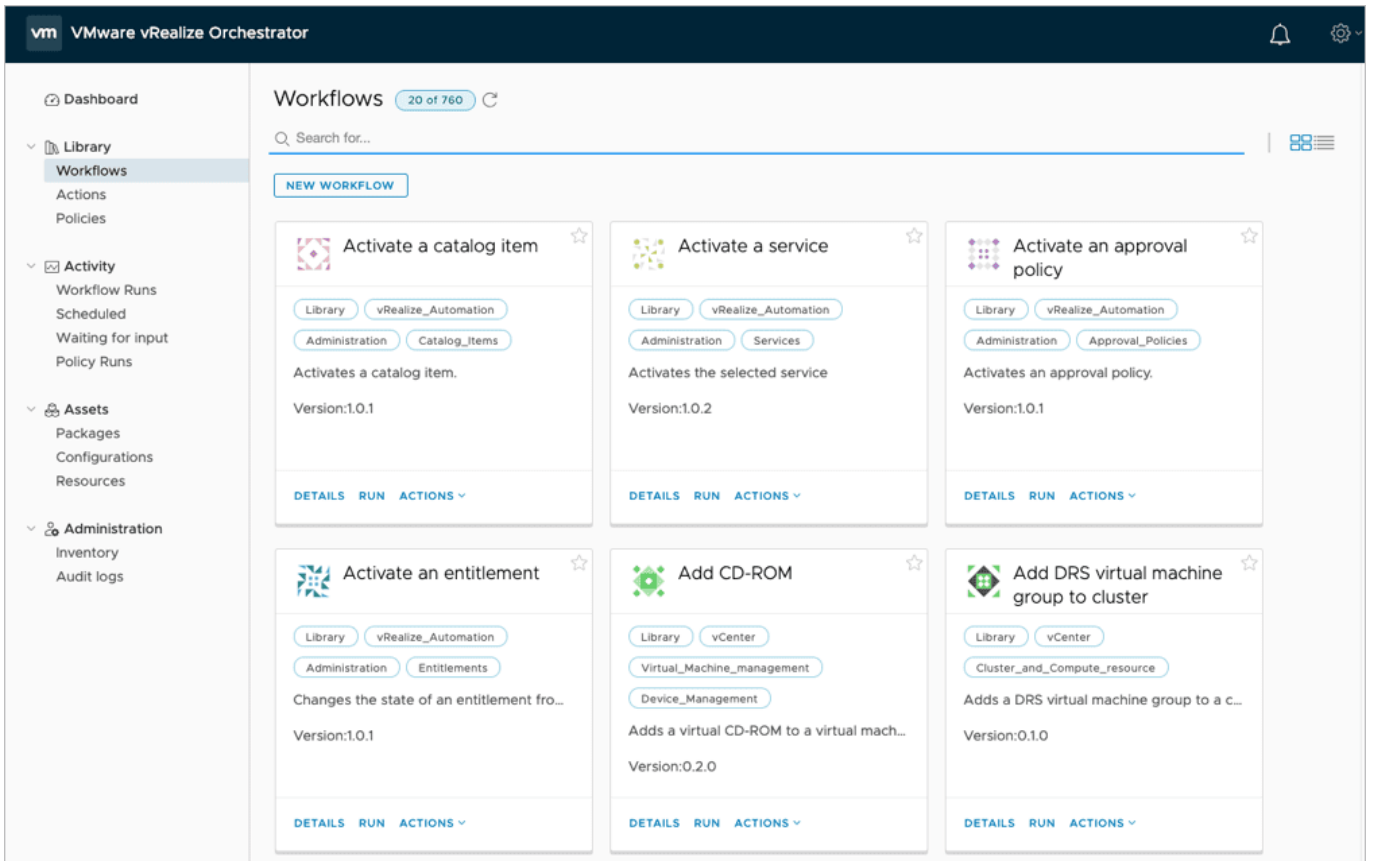 vm VMware vRealize Orchestrator
Dashboard
Library
Workflows
Actions
Policies
Activity
Workflow Runs
Scheduled
Waiting for input
Policy Runs
Assets
Packages
Configurations
Resources
Administration
Inventory
Audit logs
Workflows 20 of 760
Search for...
NEW WORKFLOW
Activate a catalog item
Library vRealize_Automation
Administration Catalog_Items
Activates a catalog item.
Version:1.0.1
DETAILS RUN ACTIONS
Activate a service
Library vRealize_Automation
Administration Services
Activates the selected service
Version:1.0.2
DETAILS RUN ACTIONS
Activate an approval
policy
Library vRealize_Automation
Administration Approval_Policies
Activates an approval policy.
Version:1.0.1
DETAILS RUN ACTIONS
Activate an entitlement
Library vRealize_Automation
Administration Entitlements
Changes the state of an entitlement fro...
Version:1.0.1
DETAILS RUN ACTIONS
Add CD-ROM
Library vCenter
Virtual_Machine_management
Device_Management
Adds a virtual CD-ROM to a virtual mach...
Version:0.2.0
DETAILS RUN ACTIONS
Add DRS virtual machine
group to cluster
Library vCenter
Cluster_and_Compute_resource
Adds a DRS virtual machine group to a c...
Version:0.1.0
DETAILS RUN ACTIONS